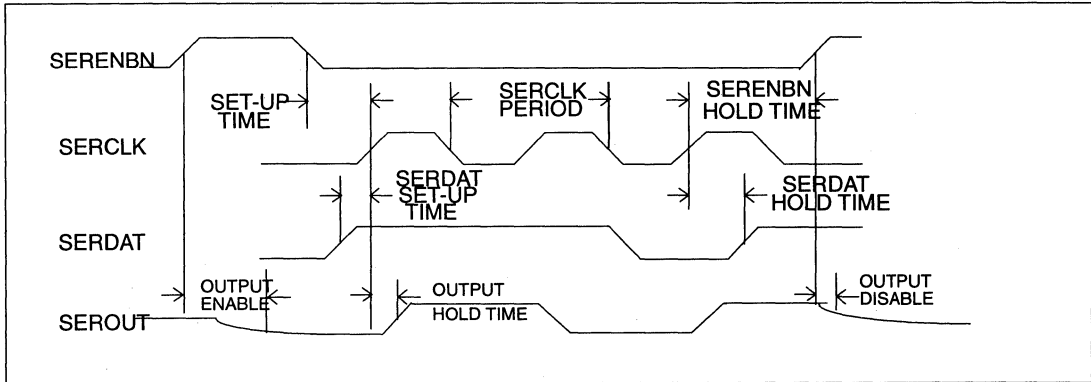 SERENBN
SET-UP
TIME
SERCLK
PERIOD
SERENBN
HOLD TIME
SERCLK
SERDAT
SET-UP
TIME
SERDAT
HOLD TIME
SERDAT
OUTPUT
ENABLE
OUTPUT
HOLD TIME
OUTPUT
DISABLE
SEROUT